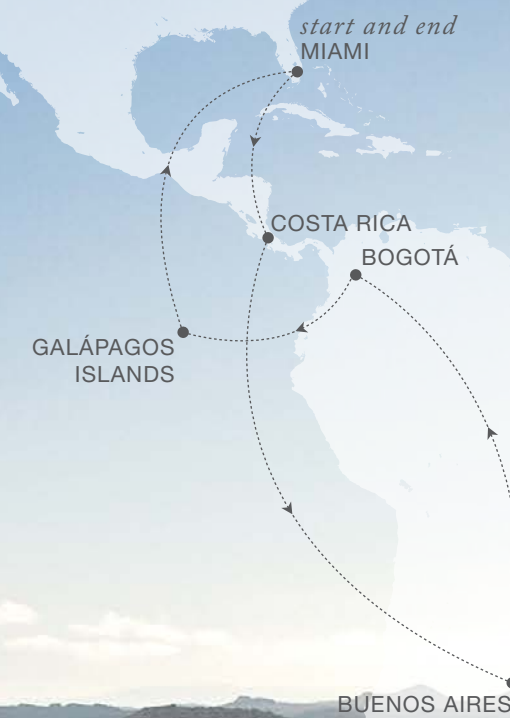 start and end
MIAMI
COSTA RICA
BOGOTÁ
GALÁPAGOS
ISLANDS
BUENOS AIRES